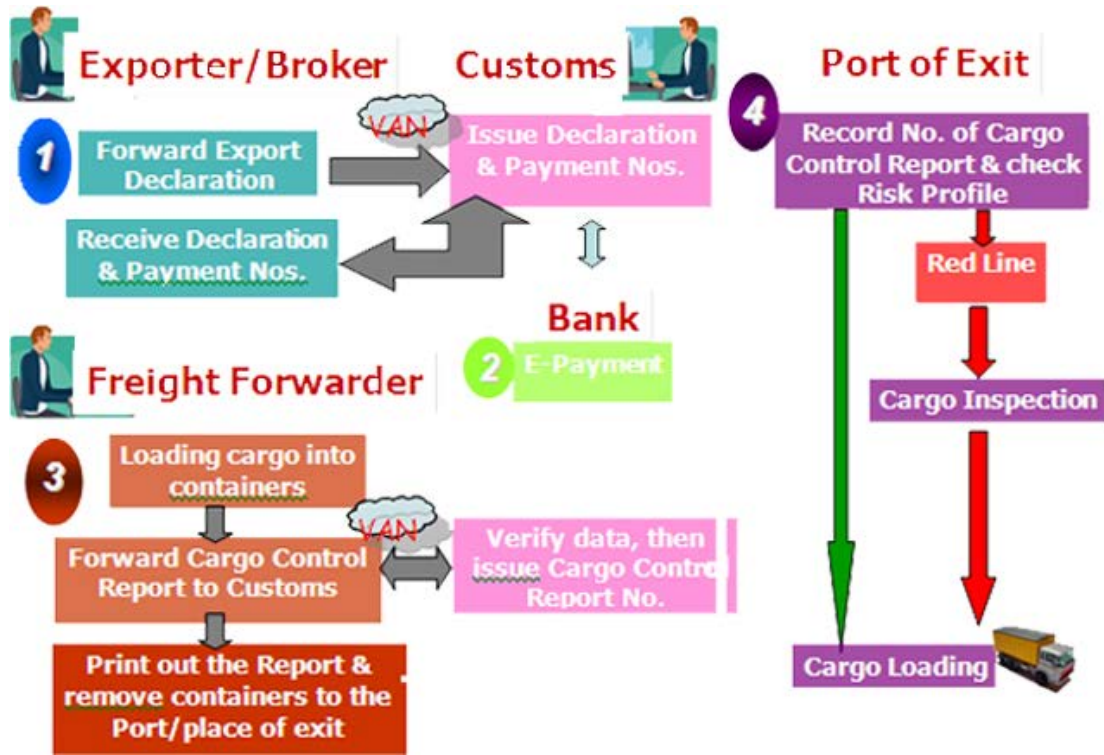 Exporter/Broker
Customs
Port of Exit
1
Forward Export
Declaration
VAN
Issue Declaration
& Payment Nos.
Receive Declaration
& Payment Nos.
Bank
2
E-Payment
Freight Forwarder
3
Loading cargo into
containers
Forward Cargo Control
Report to Customs
VAN
Verify data, then
issue Cargo Control
Report No.
Print out the Report &
remove containers to the
Port/place of exit
4
Record No. of Cargo
Control Report & check
Risk Profile
Red Line
Cargo Inspection
Cargo Loading